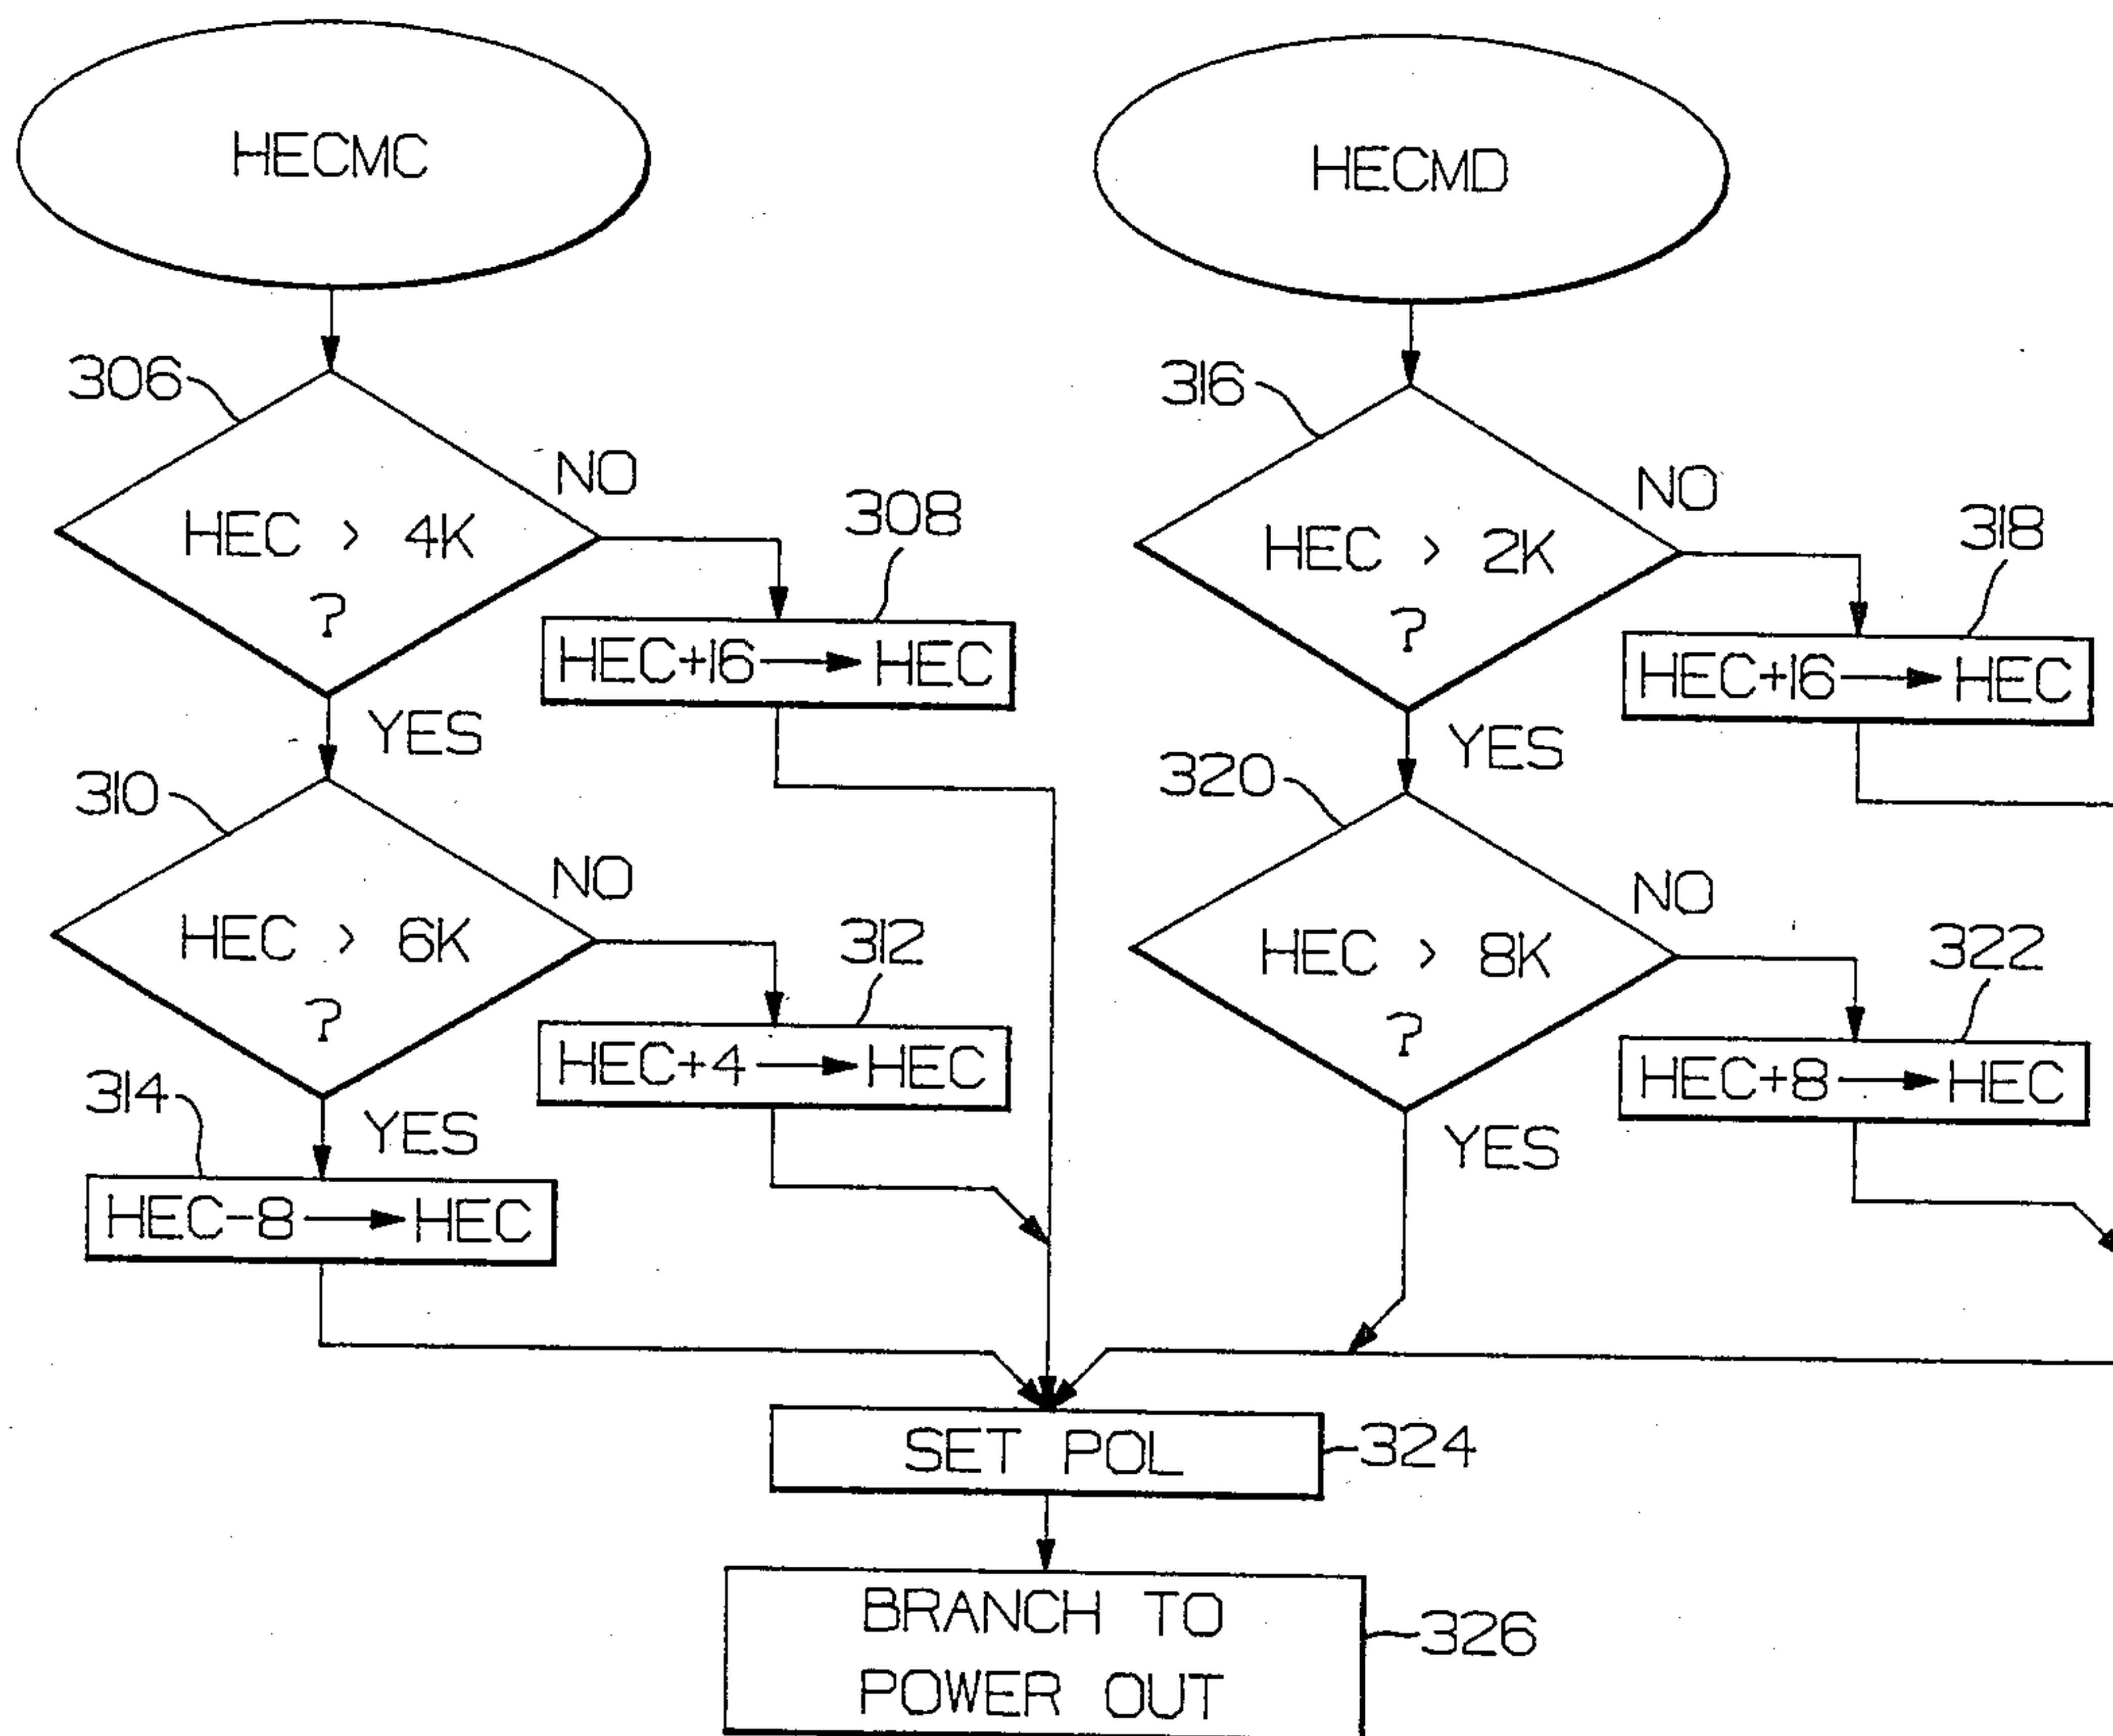 HECMC
306
HEC > 4K
?
NO
308
HEC+16 → HEC
YES
310
HEC > 6K
?
NO
312
HEC+4 → HEC
YES
314
HEC-8 → HEC
HECMD
316
HEC > 2K
?
NO
318
HEC+16 → HEC
YES
320
HEC > 8K
?
NO
322
HEC+8 → HEC
YES
SET POL
324
BRANCH TO
POWER OUT
326